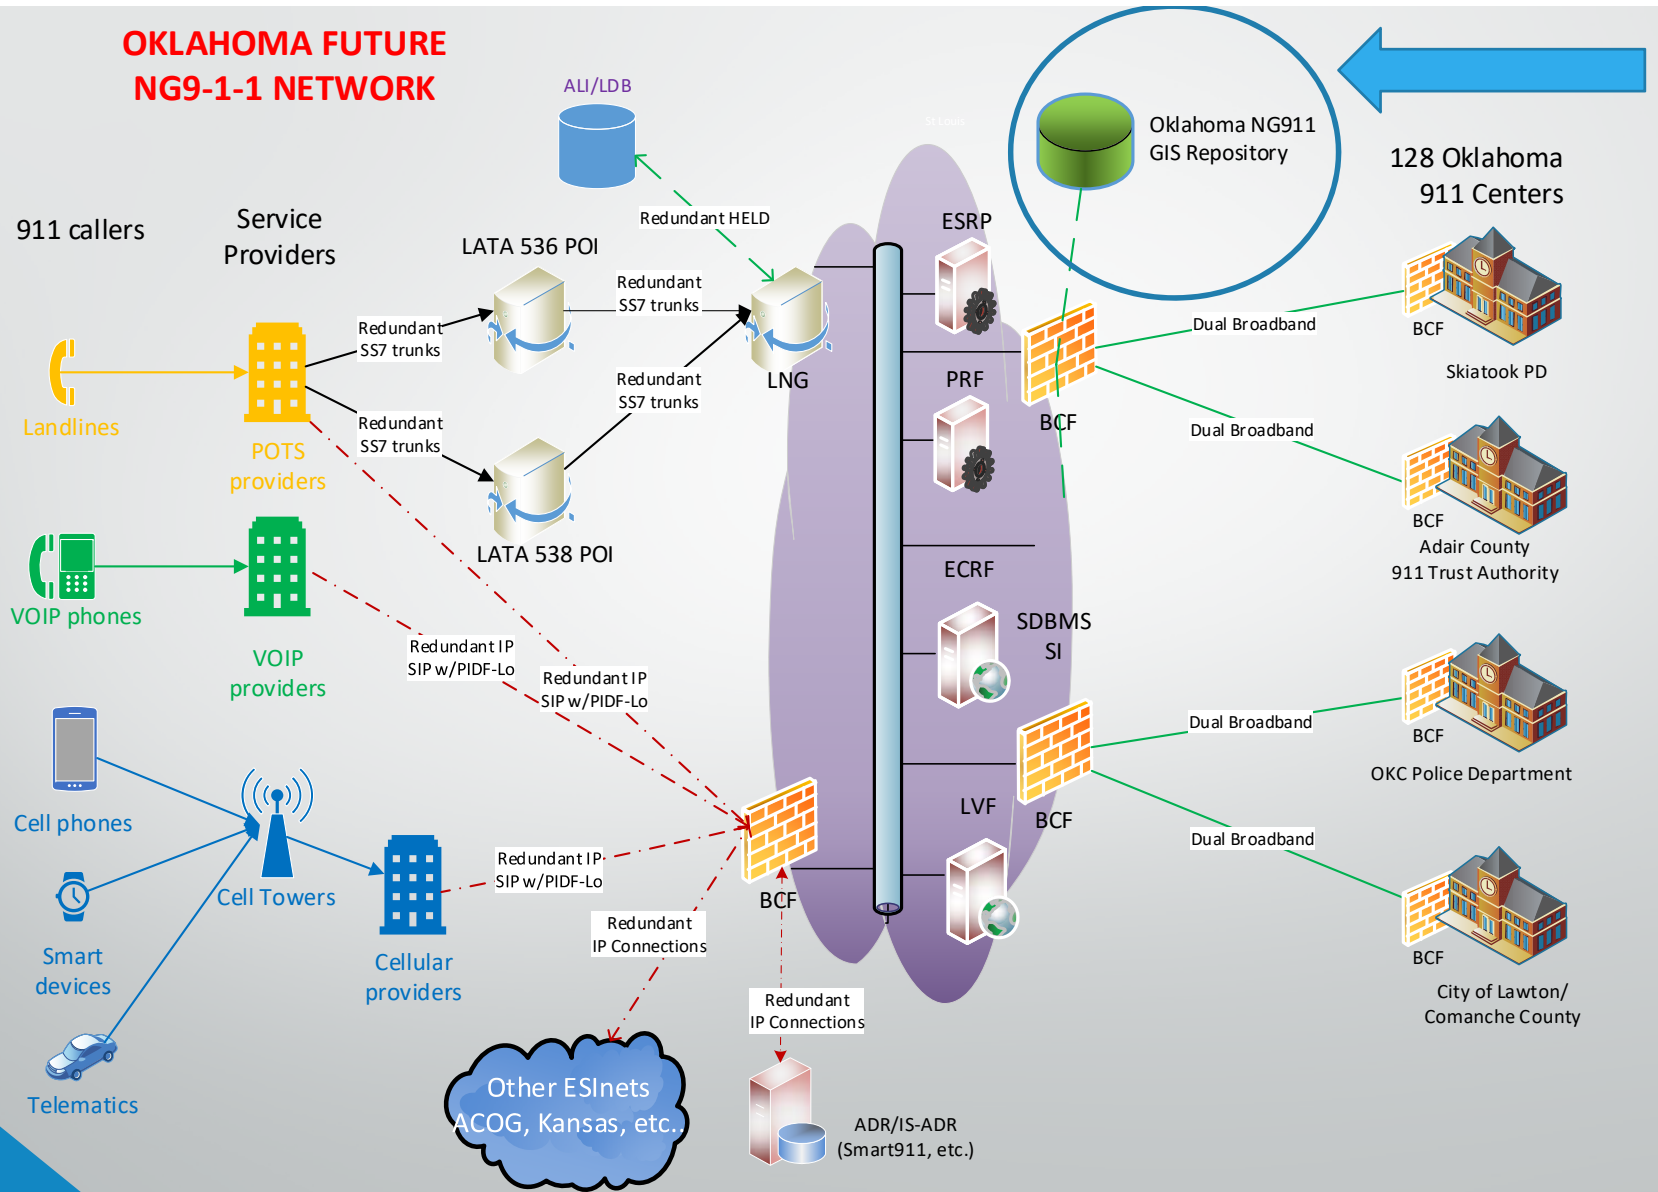 OKLAHOMA FUTURE
NG9-1-1 NETWORK
ALI/LDB
St Louis
Oklahoma NG911
GIS Repository
128 Oklahoma
911 Centers
911 callers
Service
Providers
Redundant HELD
LATA 536 POI
ESRP
Redundant
SS7 trunks
Redundant
SS7 trunks
LNG
Redundant
SS7 trunks
Redundant
SS7 trunks
PRF
BCF
Dual Broadband
BCF
Skiatook PD
Landlines
POTS
providers
LATA 538 POI
Dual Broadband
BCF
Adair County
911 Trust Authority
ECRF
VOIP phones
VOIP
providers
Redundant IP
SIP w/PIDF-Lo
Redundant IP
SIP w/PIDF-Lo
SDBMS
SI
Dual Broadband
BCF
OKC Police Department
Cell phones
Cell Towers
Redundant IP
SIP w/PIDF-Lo
LVF
BCF
Dual Broadband
BCF
Redundant
IP Connections
BCF
Smart
devices
Cellular
providers
City of Lawton/
Comanche County
Redundant
IP Connections
Telematics
Other ESInets
ACOG, Kansas, etc..
ADR/IS-ADR
(Smart911, etc.)